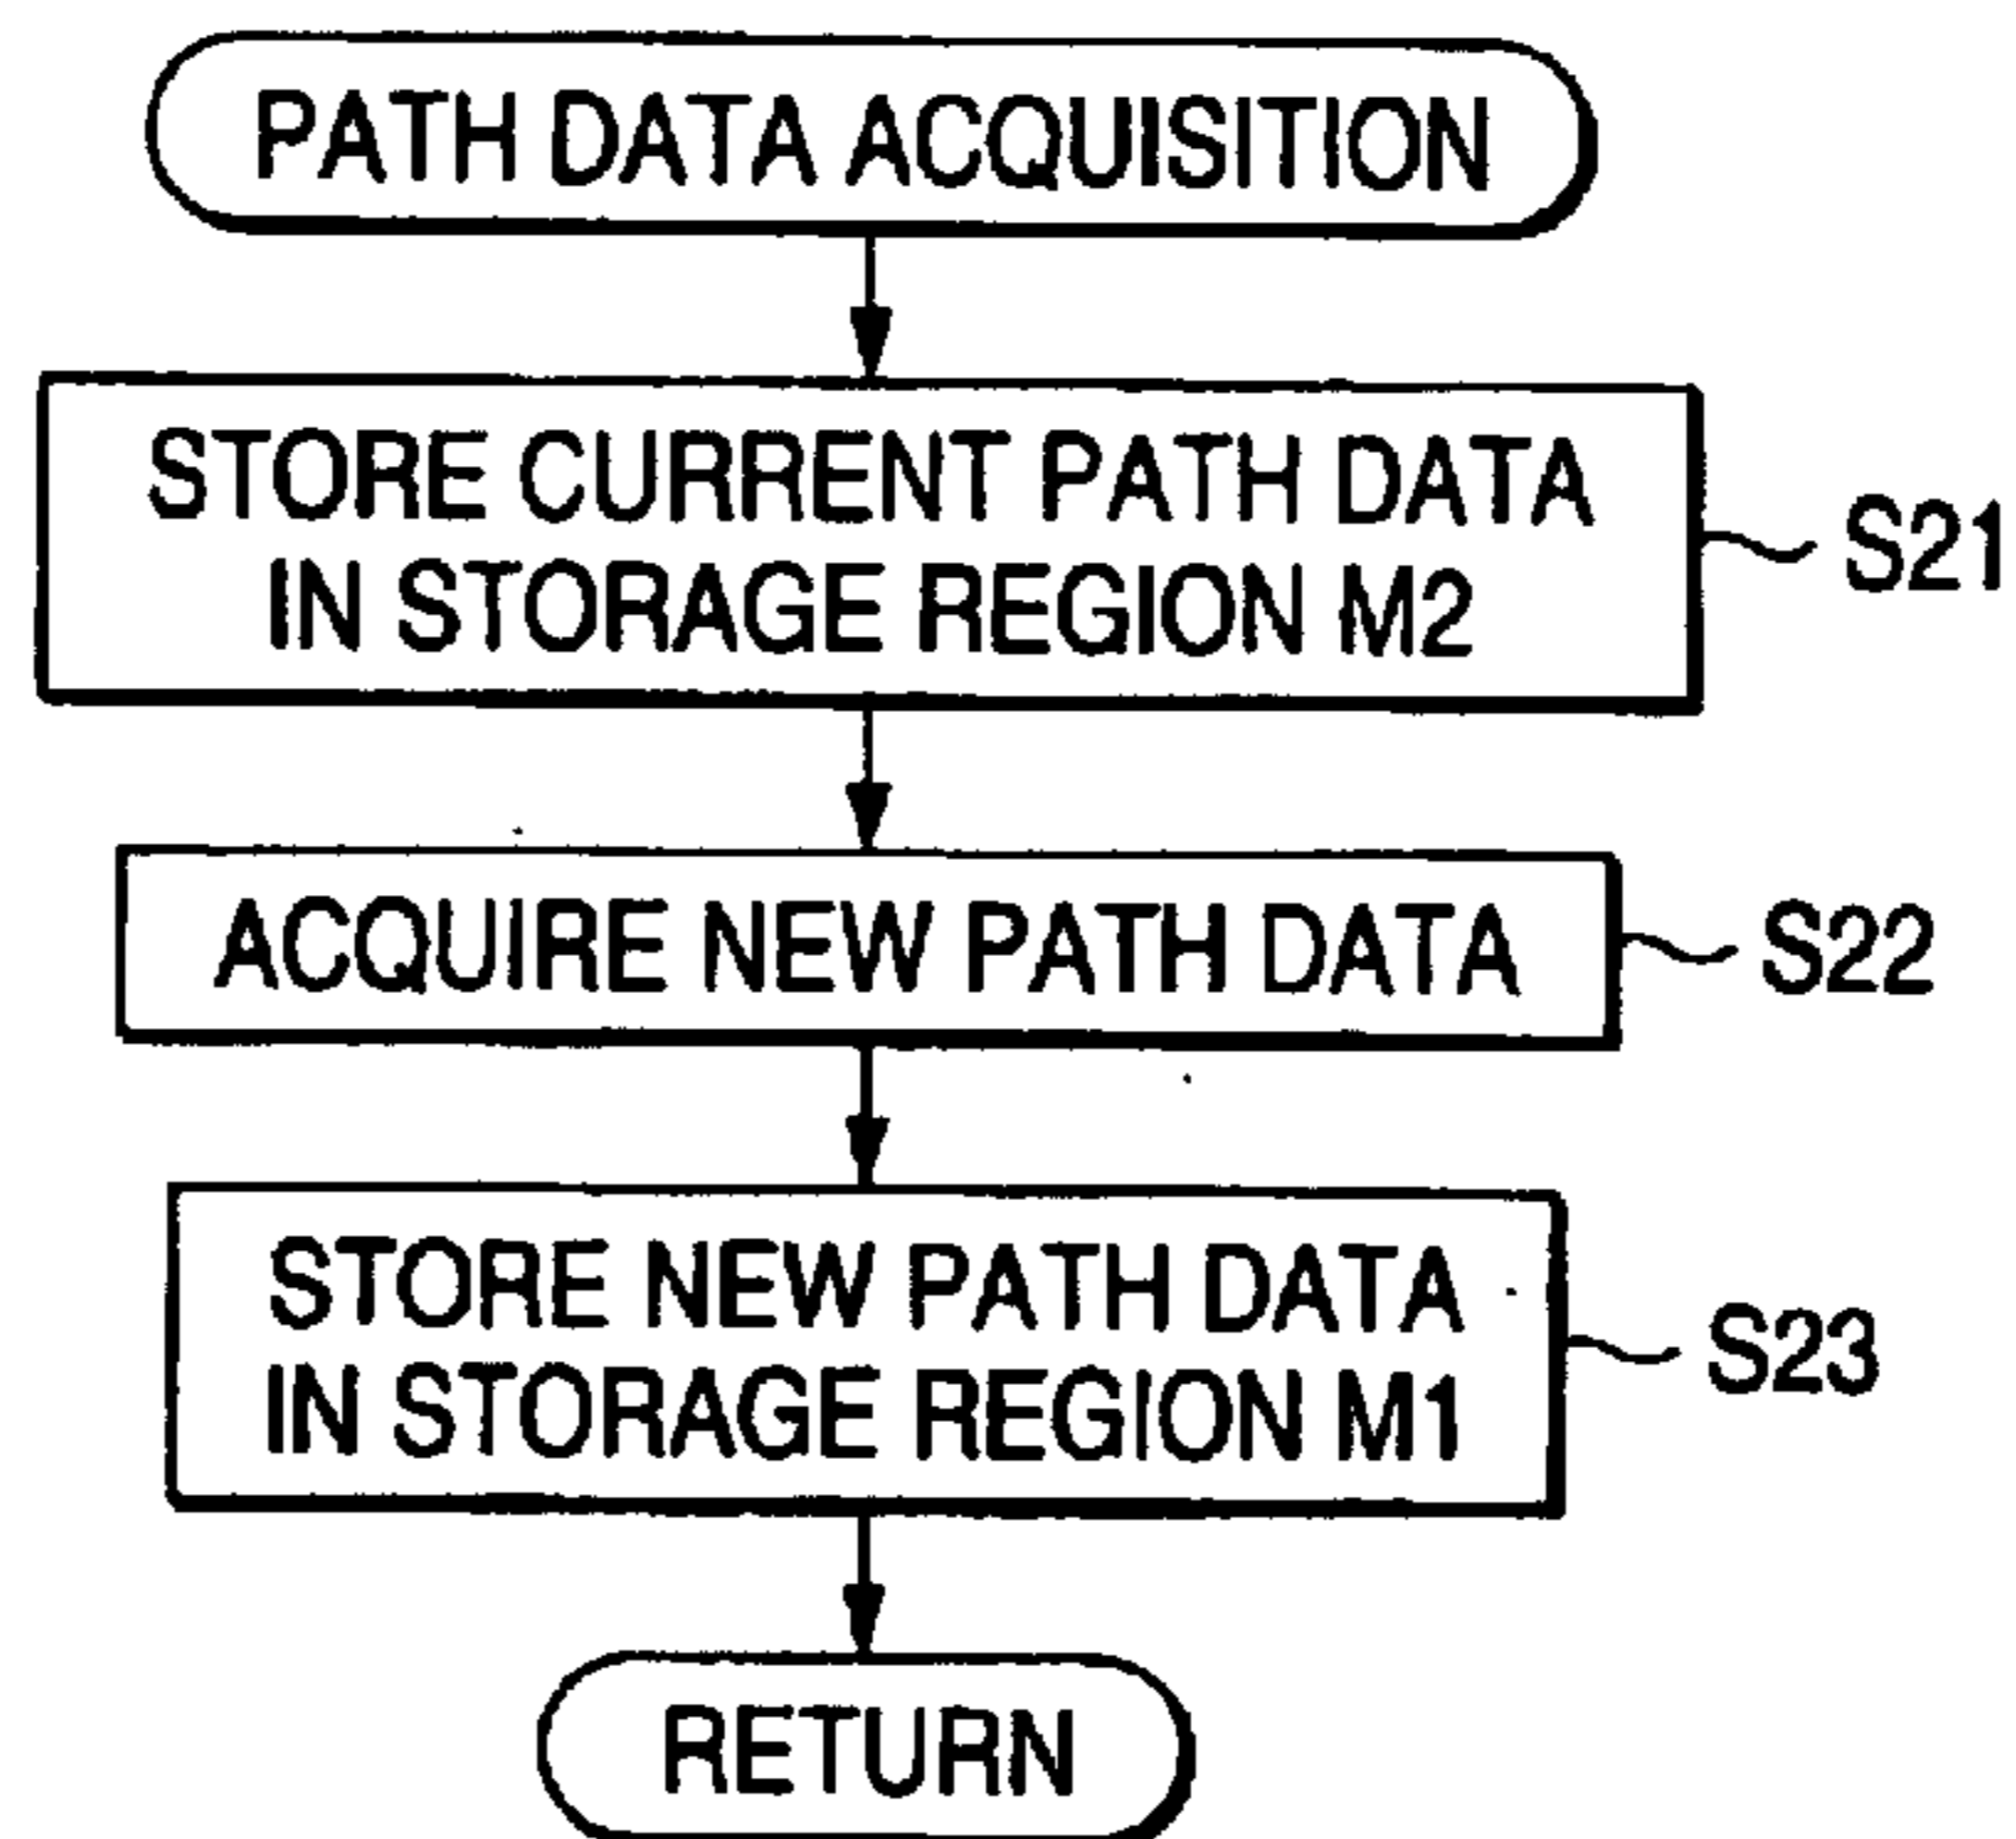 PATH DATA ACQUISITION
STORE CURRENT PATH DATA
IN STORAGE REGION M2
S21
ACQUIRE NEW PATH DATA
S22
STORE NEW PATH DATA
IN STORAGE REGION M1
S23
RETURN